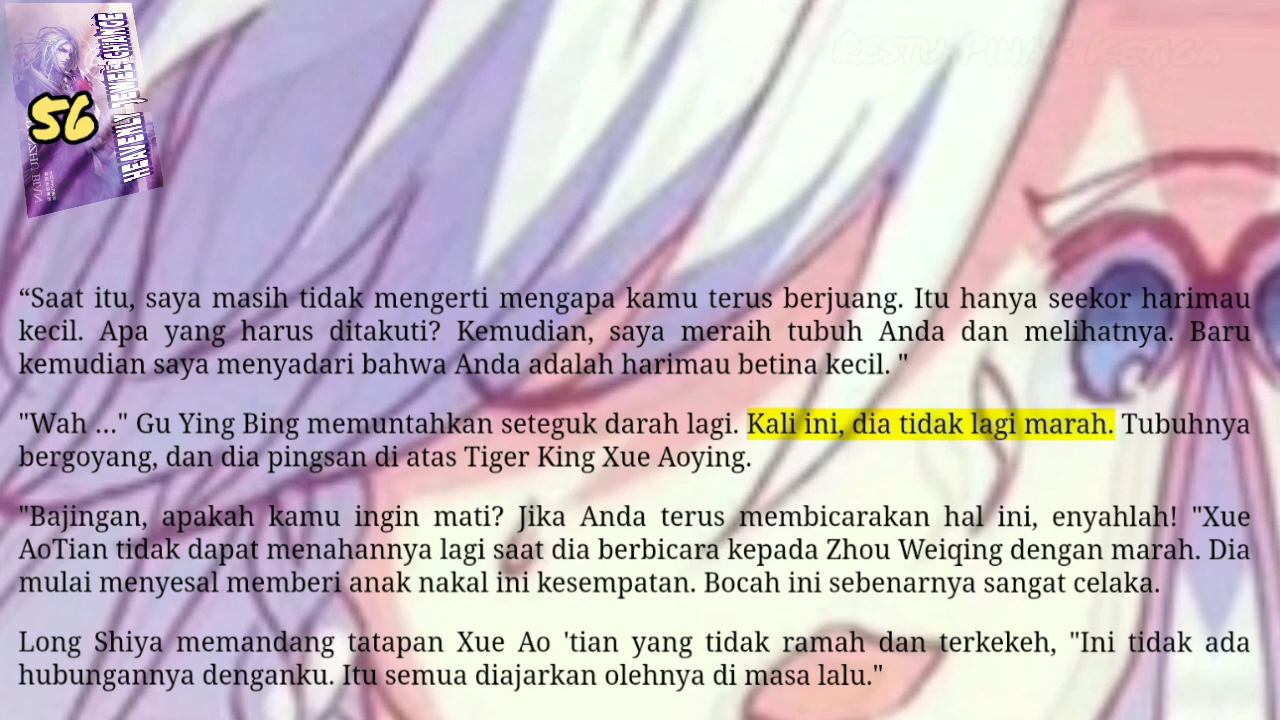 RESTU PIHAK KETIGA
HEAVENLY JEWEL CHANGE
56
“Saat itu, saya masih tidak mengerti mengapa kamu terus berjuang. Itu hanya seekor harimau
kecil. Apa yang harus ditakuti? Kemudian, saya meraih tubuh Anda dan melihatnya. Baru
kemudian saya menyadari bahwa Anda adalah harimau betina kecil. "
"Wah ..." Gu Ying Bing memuntahkan seteguk darah lagi. Kali ini, dia tidak lagi marah. Tubuhnya
bergoyang, dan dia pingsan di atas Tiger King Xue Aoying.
"Bajingan, apakah kamu ingin mati? Jika Anda terus membicarakan hal ini, enyahlah! "Xue
AoTian tidak dapat menahannya lagi saat dia berbicara kepada Zhou Weiqing dengan marah. Dia
mulai menyesal memberi anak nakal ini kesempatan. Bocah ini sebenarnya sangat celaka.
Long Shiya memandang tatapan Xue Ao 'tian yang tidak ramah dan terkekeh, "Ini tidak ada
hubungannya denganku. Itu semua diajarkan olehnya di masa lalu."